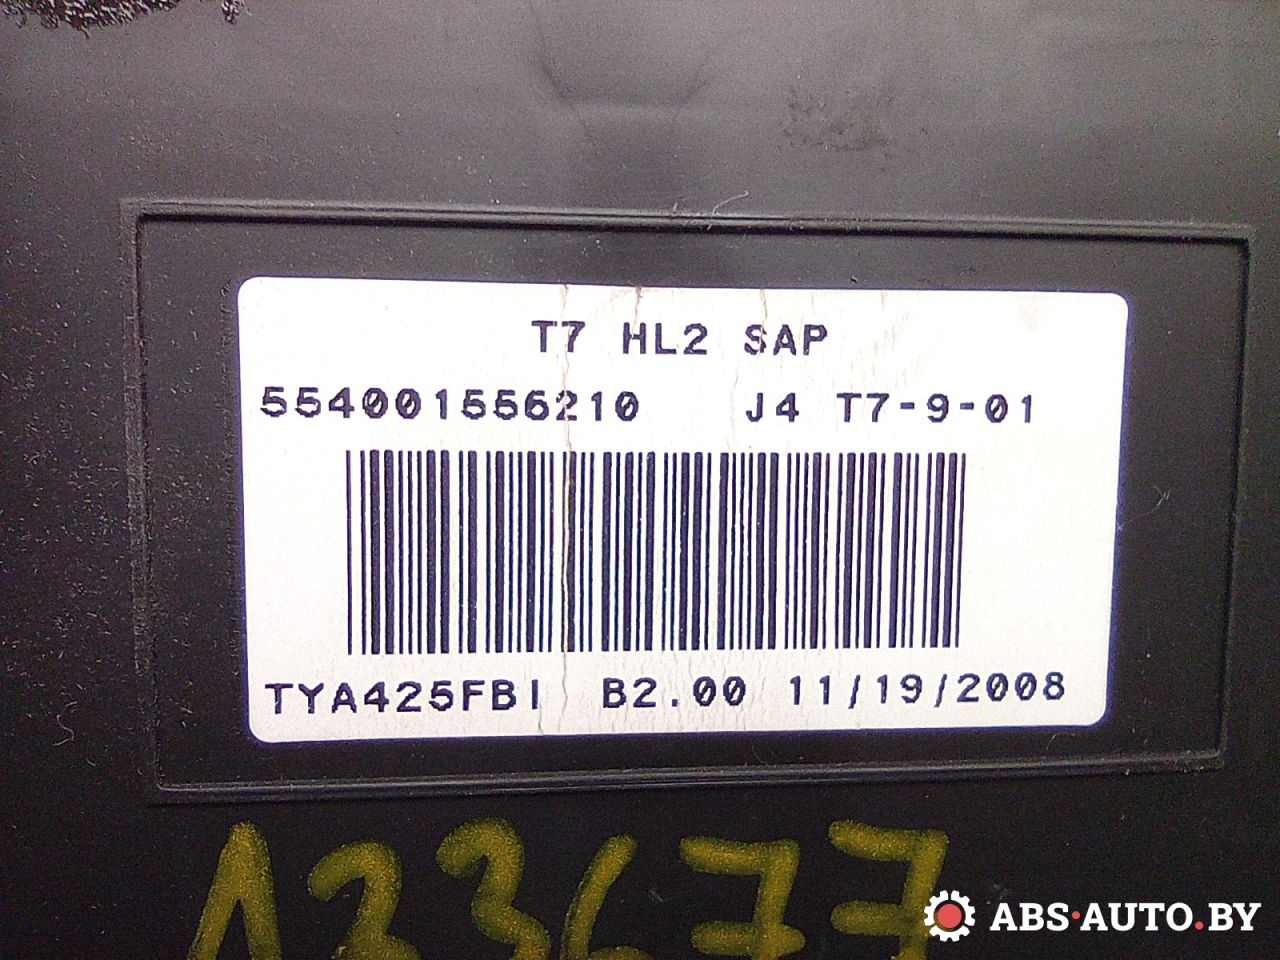 T7 HL2 SAP
554001556210 J4 T7-9-01
TYA425FBI B2.00 11/19/2008
133677
ABS·AUTO.BY